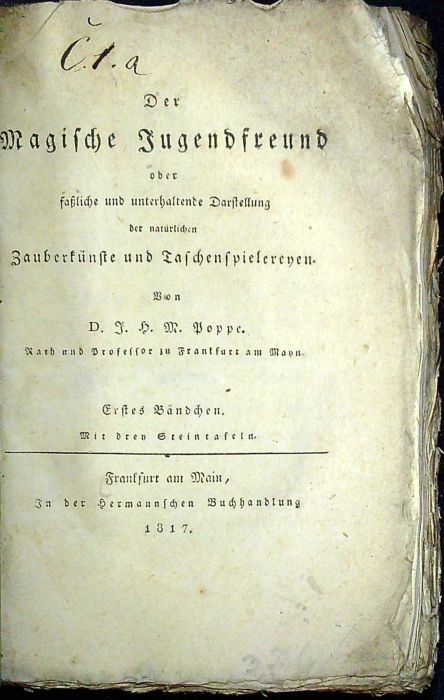 Č. 1. a
Der
Magische Jugendfreund
oder
faßliche und unterhaltende Darstellung
der natürlichen
Zauberkünste und Taschenspielereyen.
Von
D. J. H. M. Poppe.
Rath und Professor zu Frankfurt am Mayn.
Erstes Bändchen.
Mit drey Steintafeln.
Frankfurt am Main,
In der Hermannschen Buchhandlung
1817.